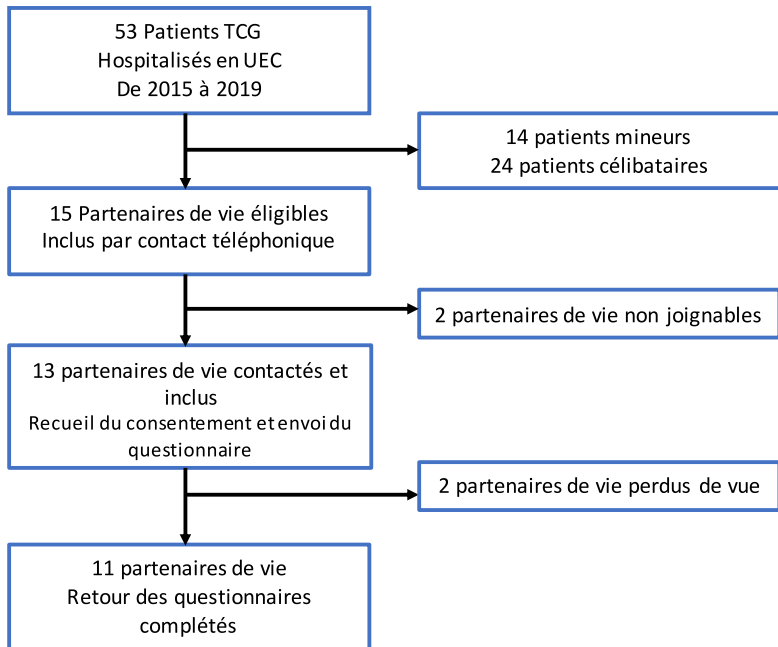 53 Patients TCG
Hospitalisés en UEC
De 2015 à 2019
14 patients mineurs
24 patients célibataires
15 Partenaires de vie éligibles
Inclus par contact téléphonique
2 partenaires de vie non joignables
13 partenaires de vie contactés et
inclus
Recueil du consentement et envoi du
questionnaire
2 partenaires de vie perdus de vue
11 partenaires de vie
Retour des questionnaires
complétés